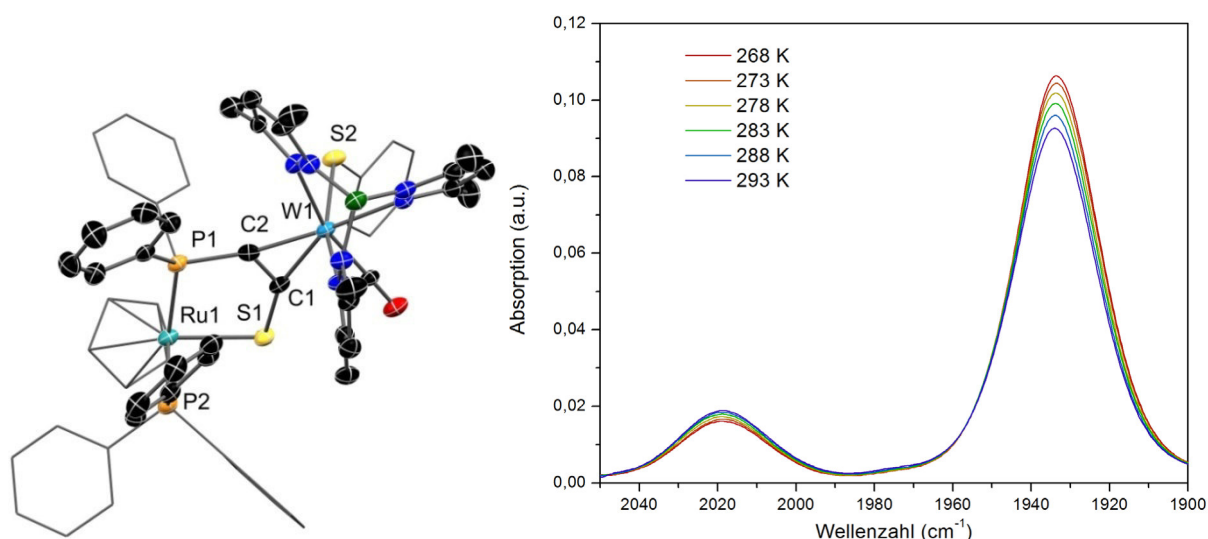 S2
W1
C2
P1
C1
S1
Ru1
P2
0,12
0,10
0,08
0,06
0,04
0,02
0,00
Absorption (a.u.)
268 K
273 K
278 K
283 K
288 K
293 K
2040 2020 2000 1980 1960 1940 1920 1900
Wellenzahl (cm⁻¹)